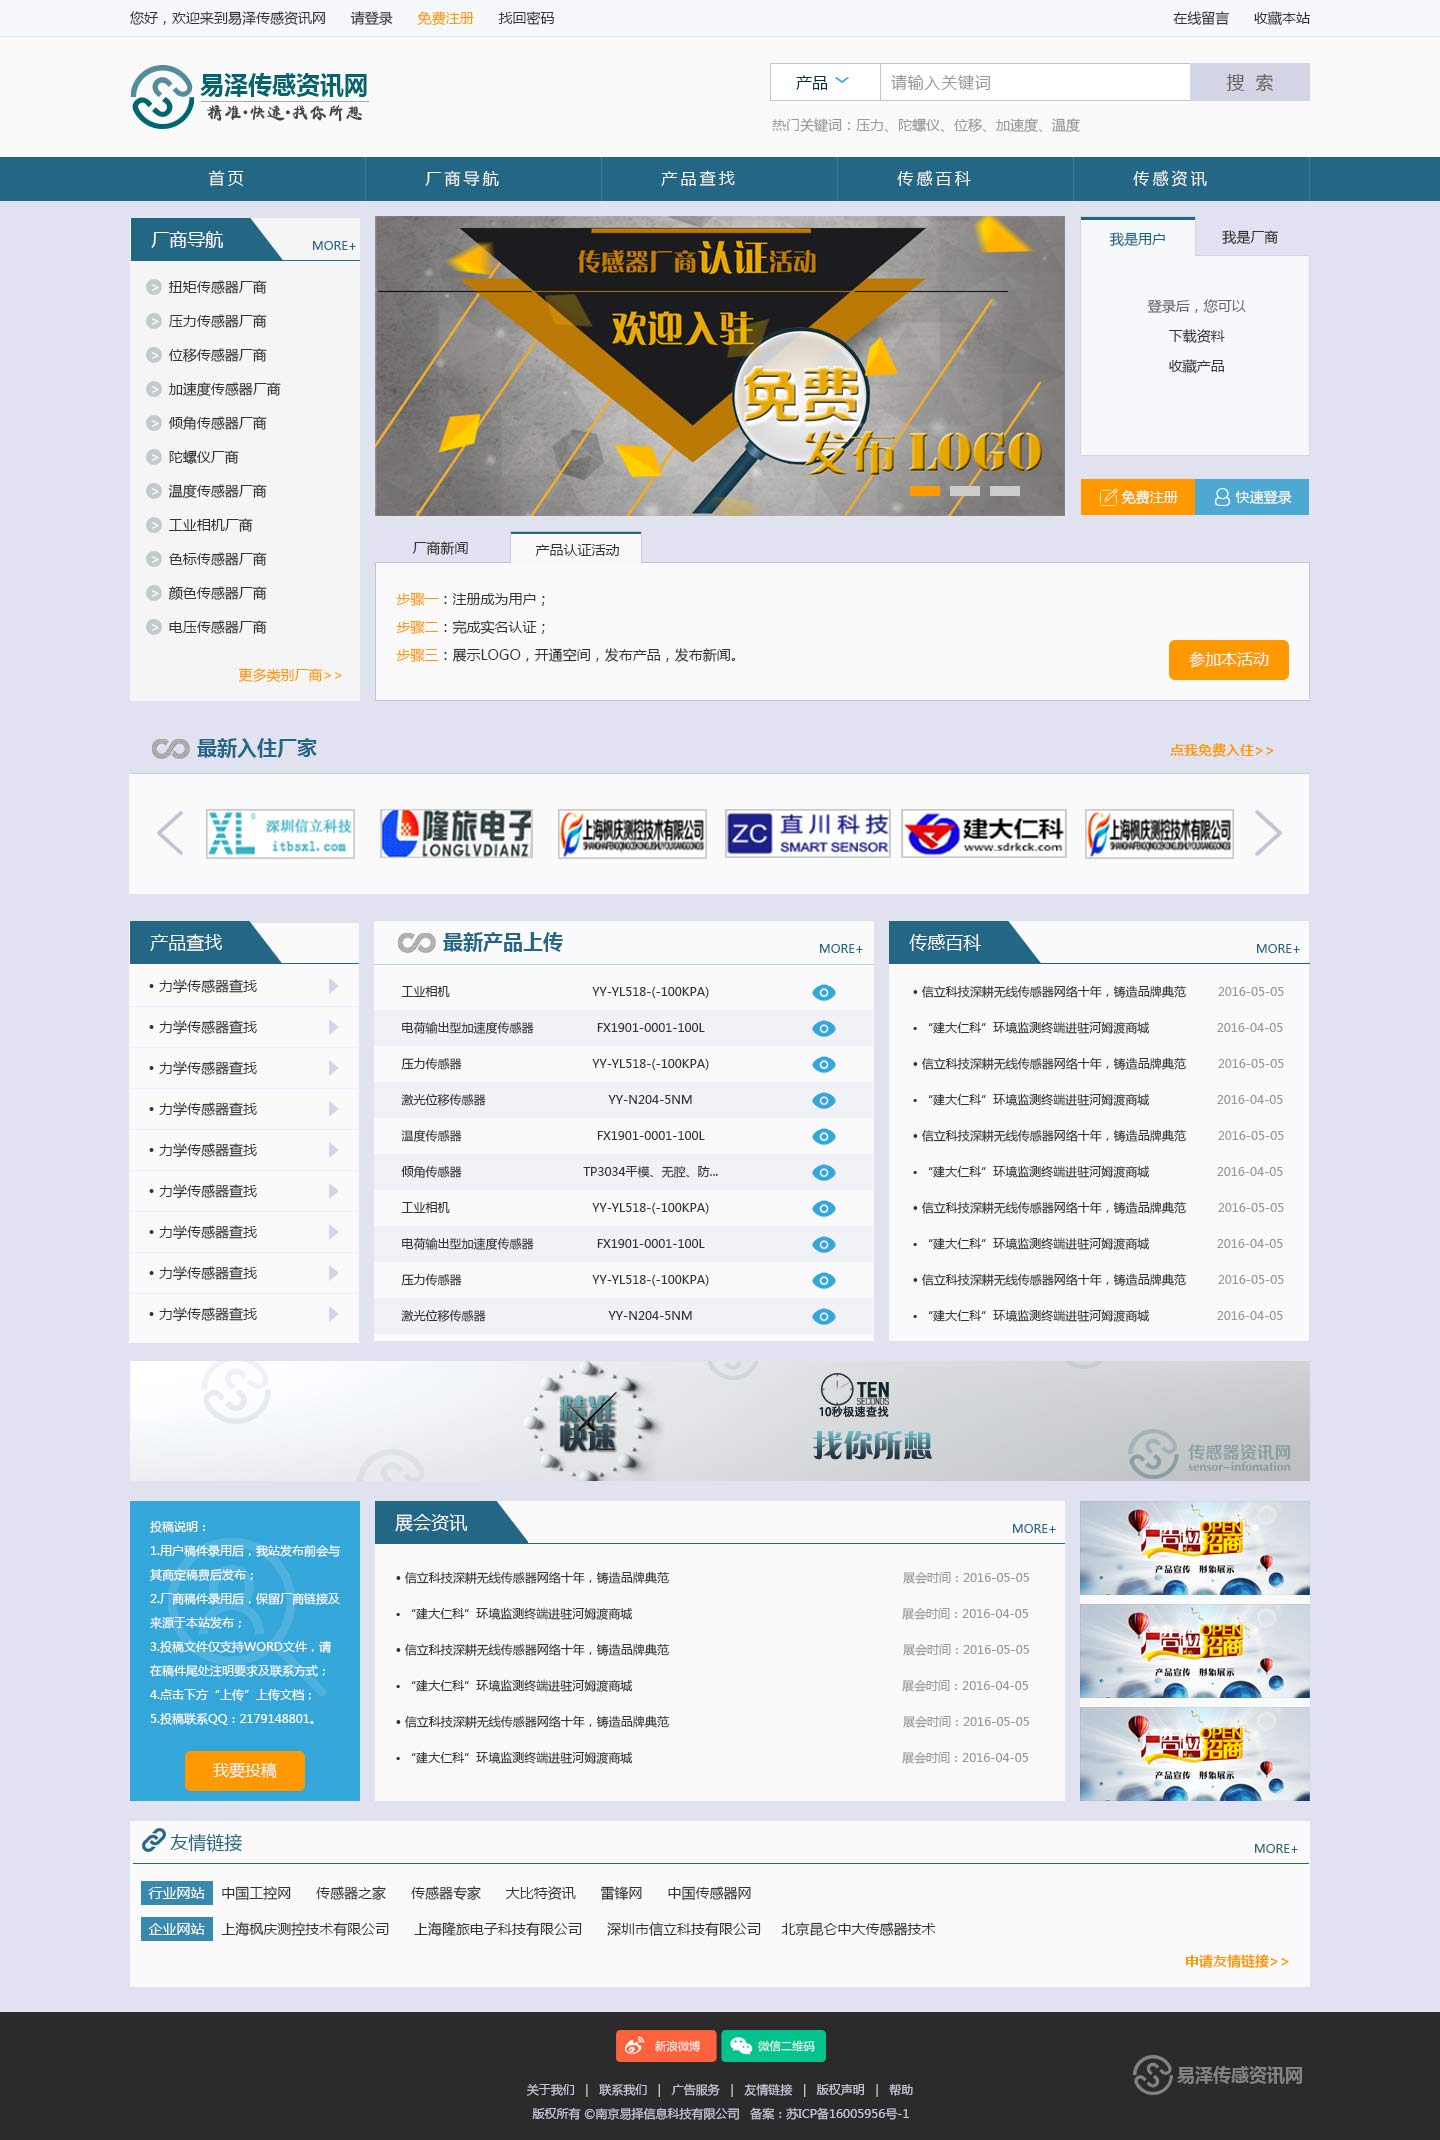 您好，欢迎来到易泽传感资讯网 请登录 免费注册 找回密码 在线留言 收藏本站
易泽传感资讯网
精准·快速·找你所想
产品 请输入关键词 搜 索
热门关键词：压力、陀螺仪、位移、加速度、温度
首页 厂商导航 产品查找 传感百科 传感资讯
厂商导航 MORE+
扭矩传感器厂商
压力传感器厂商
位移传感器厂商
加速度传感器厂商
倾角传感器厂商
陀螺仪厂商
温度传感器厂商
工业相机厂商
色标传感器厂商
颜色传感器厂商
电压传感器厂商
更多类别厂商>>
传感器厂商认证活动
欢迎入驻
免费
发布 LOGO
我是用户 我是厂商
登录后，您可以
下载资料
收藏产品
免费注册 快速登录
厂商新闻 产品认证活动
步骤一：注册成为用户；
步骤二：完成实名认证；
步骤三：展示LOGO，开通空间，发布产品，发布新闻。
参加本活动
最新入住厂家 点我免费入住>>
XL 深圳信立科技 itbsxl.com
隆旅电子 LONGLVDIANZ
上海枫庆测控技术有限公司
ZC 直川科技 SMART SENSOR
建大仁科 www.sdrkck.com
上海枫庆测控技术有限公司
产品查找
• 力学传感器查找
• 力学传感器查找
• 力学传感器查找
• 力学传感器查找
• 力学传感器查找
• 力学传感器查找
• 力学传感器查找
• 力学传感器查找
• 力学传感器查找
最新产品上传 MORE+
工业相机 YY-YL518-(-100KPA)
电荷输出型加速度传感器 FX1901-0001-100L
压力传感器 YY-YL518-(-100KPA)
激光位移传感器 YY-N204-5NM
温度传感器 FX1901-0001-100L
倾角传感器 TP3034平模、无腔、防...
工业相机 YY-YL518-(-100KPA)
电荷输出型加速度传感器 FX1901-0001-100L
压力传感器 YY-YL518-(-100KPA)
激光位移传感器 YY-N204-5NM
传感百科 MORE+
• 信立科技深耕无线传感器网络十年，铸造品牌典范 2016-05-05
• “建大仁科”环境监测终端进驻河姆渡商城 2016-04-05
• 信立科技深耕无线传感器网络十年，铸造品牌典范 2016-05-05
• “建大仁科”环境监测终端进驻河姆渡商城 2016-04-05
• 信立科技深耕无线传感器网络十年，铸造品牌典范 2016-05-05
• “建大仁科”环境监测终端进驻河姆渡商城 2016-04-05
• 信立科技深耕无线传感器网络十年，铸造品牌典范 2016-05-05
• “建大仁科”环境监测终端进驻河姆渡商城 2016-04-05
• 信立科技深耕无线传感器网络十年，铸造品牌典范 2016-05-05
• “建大仁科”环境监测终端进驻河姆渡商城 2016-04-05
精准
快速
TEN
SECONDS
10秒极速查找
找你所想
传感器资讯网
sensor-infomation
投稿说明：
1.用户稿件录用后，我站发布前会与
其商定稿费后发布；
2.厂商稿件录用后，保留厂商链接及
来源于本站发布；
3.投稿文件仅支持WORD文件，请
在稿件尾处注明要求及联系方式；
4.点击下方“上传”上传文档；
5.投稿联系QQ：2179148801。
我要投稿
展会资讯 MORE+
• 信立科技深耕无线传感器网络十年，铸造品牌典范 展会时间：2016-05-05
• “建大仁科”环境监测终端进驻河姆渡商城 展会时间：2016-04-05
• 信立科技深耕无线传感器网络十年，铸造品牌典范 展会时间：2016-05-05
• “建大仁科”环境监测终端进驻河姆渡商城 展会时间：2016-04-05
• 信立科技深耕无线传感器网络十年，铸造品牌典范 展会时间：2016-05-05
• “建大仁科”环境监测终端进驻河姆渡商城 展会时间：2016-04-05
广告位 OPEN 招商
产品宣传 形象展示
广告位 OPEN 招商
产品宣传 形象展示
广告位 OPEN 招商
产品宣传 形象展示
友情链接 MORE+
行业网站 中国工控网 传感器之家 传感器专家 大比特资讯 雷锋网 中国传感器网
企业网站 上海枫庆测控技术有限公司 上海隆旅电子科技有限公司 深圳市信立科技有限公司 北京昆仑中大传感器技术
申请友情链接>>
新浪微博 微信二维码
关于我们 | 联系我们 | 广告服务 | 友情链接 | 版权声明 | 帮助
版权所有 ©南京易择信息科技有限公司 备案：苏ICP备16005956号-1
易泽传感资讯网